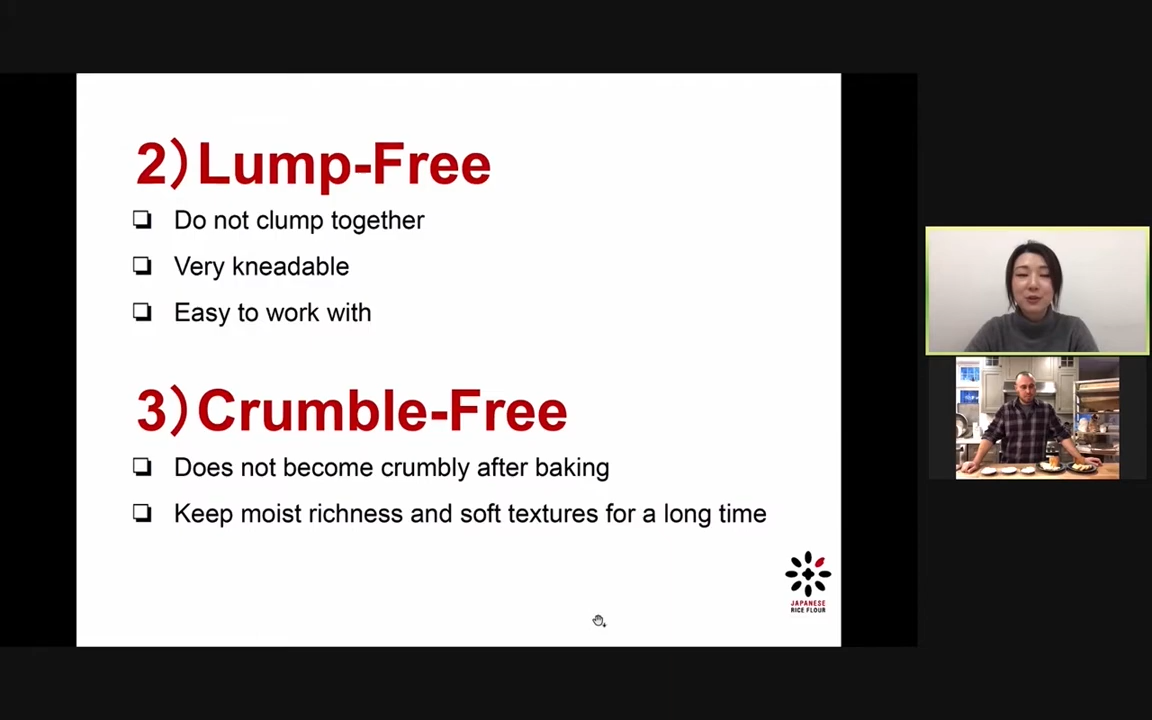 2）Lump-Free
❏ Do not clump together
❏ Very kneadable
❏ Easy to work with
3）Crumble-Free
❏ Does not become crumbly after baking
❏ Keep moist richness and soft textures for a long time
JAPANESE
RICE FLOUR